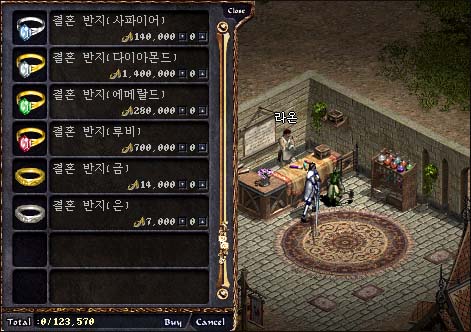 Close
결혼 반지(사파이어)
140,000 0
결혼 반지(다이아몬드)
1,400,000 0
결혼 반지(에메랄드)
280,000 0
결혼 반지(루비)
700,000 0
결혼 반지(금)
14,000 0
결혼 반지(은)
7,000 0
Total :0/123,570 Buy Cancel
라온